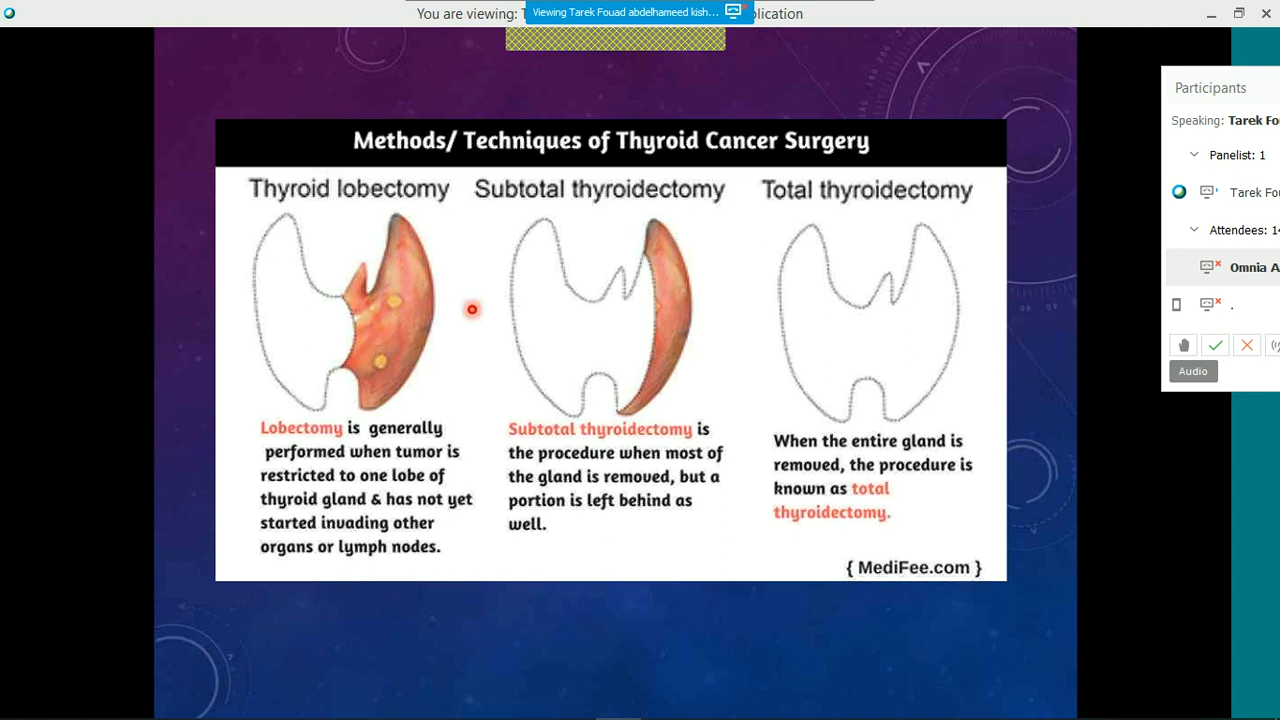 You are viewing: T
Viewing Tarek Fouad abdelhameed kish...
plication
Methods/ Techniques of Thyroid Cancer Surgery
Thyroid lobectomy
Subtotal thyroidectomy
Total thyroidectomy
Lobectomy is generally
performed when tumor is
restricted to one lobe of
thyroid gland & has not yet
started invading other
organs or lymph nodes.
Subtotal thyroidectomy is
the procedure when most of
the gland is removed, but a
portion is left behind as
well.
When the entire gland is
removed, the procedure is
known as total
thyroidectomy.
{ MediFee.com }
Participants
Speaking: Tarek Fo
Panelist: 1
Tarek Fou
Attendees: 14
Omnia A
.
Audio